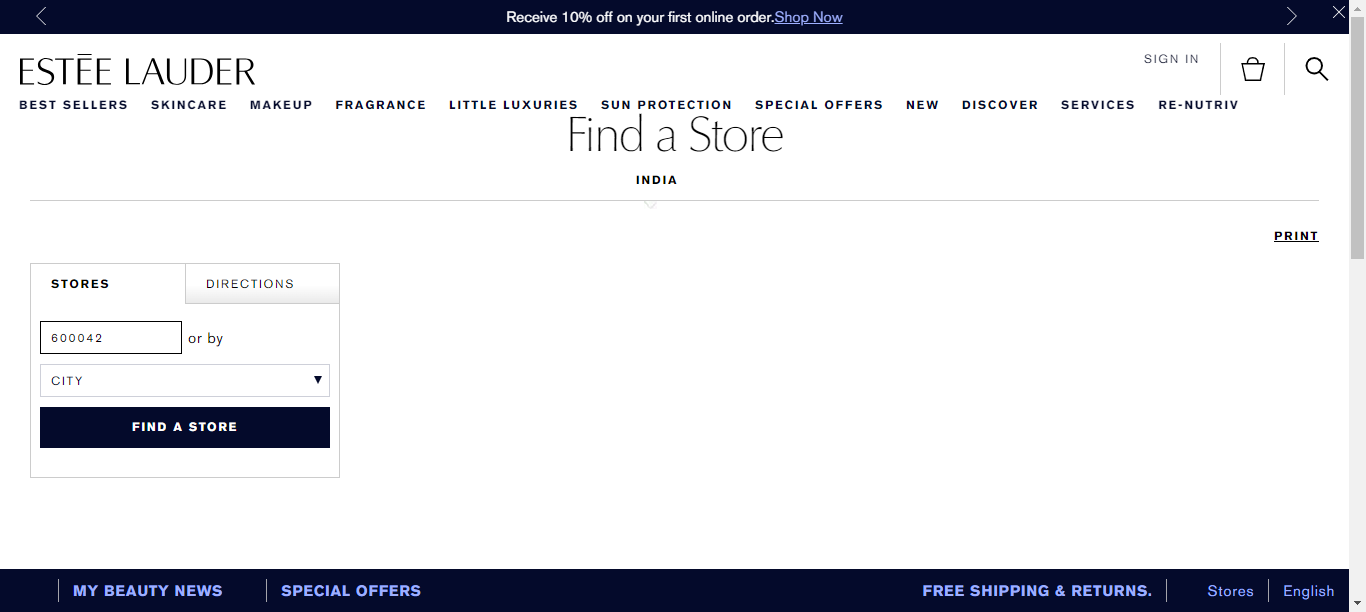 Receive 10% off on your first online order.Shop Now
SIGN IN
ESTĒE LAUDER
BEST SELLERS SKINCARE MAKEUP FRAGRANCE LITTLE LUXURIES SUN PROTECTION SPECIAL OFFERS NEW DISCOVER SERVICES RE-NUTRIV
Find a Store
INDIA
PRINT
STORES DIRECTIONS
600042 or by
CITY
FIND A STORE
MY BEAUTY NEWS SPECIAL OFFERS FREE SHIPPING & RETURNS. Stores English